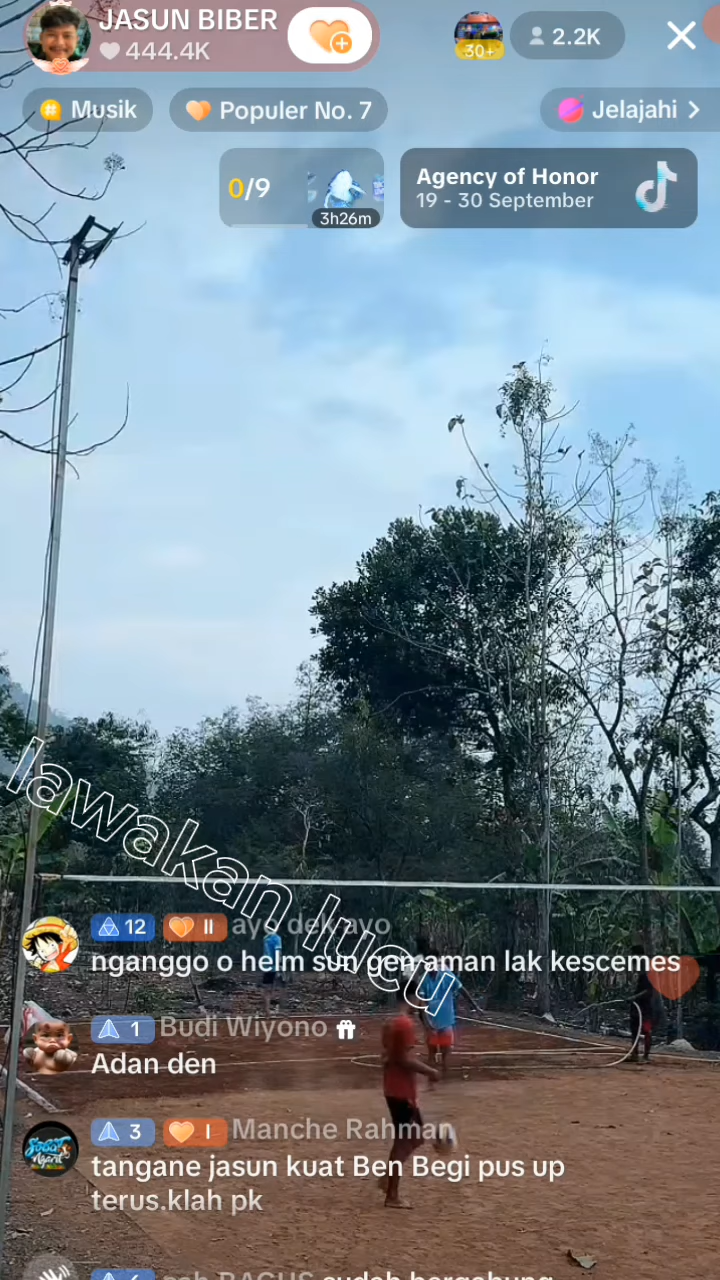 JASUN BIBER
444.4K
30+
2.2K
Musik
Populer No. 7
Jelajahi
0/9
3h26m
Agency of Honor
19 - 30 September
lawakan lucu
12 II ayo dek ayo
nganggo o helm sun gen aman lak kescemes
1 Budi Wiyono
Adan den
3 I Manche Rahman
tangane jasun kuat Ben Begi pus up
terus.klah pk